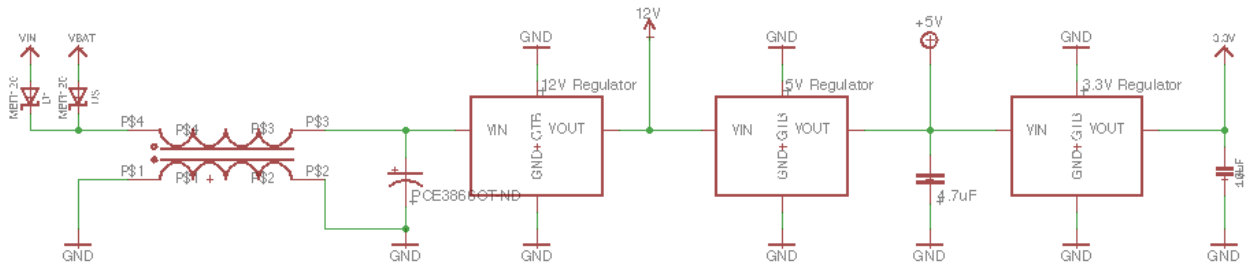 VIN
VBAT
12V
+5V
3.3V
GND
GND
GND
12V Regulator
5V Regulator
3.3V Regulator
P$4
P$4
P$3
P$3
VIN
VOUT
VIN
VOUT
VIN
VOUT
P$1
P$1
P$2
P$2
PCE3866CT-ND
4.7uF
GND
GND
GND
GND
GND
GND
GND